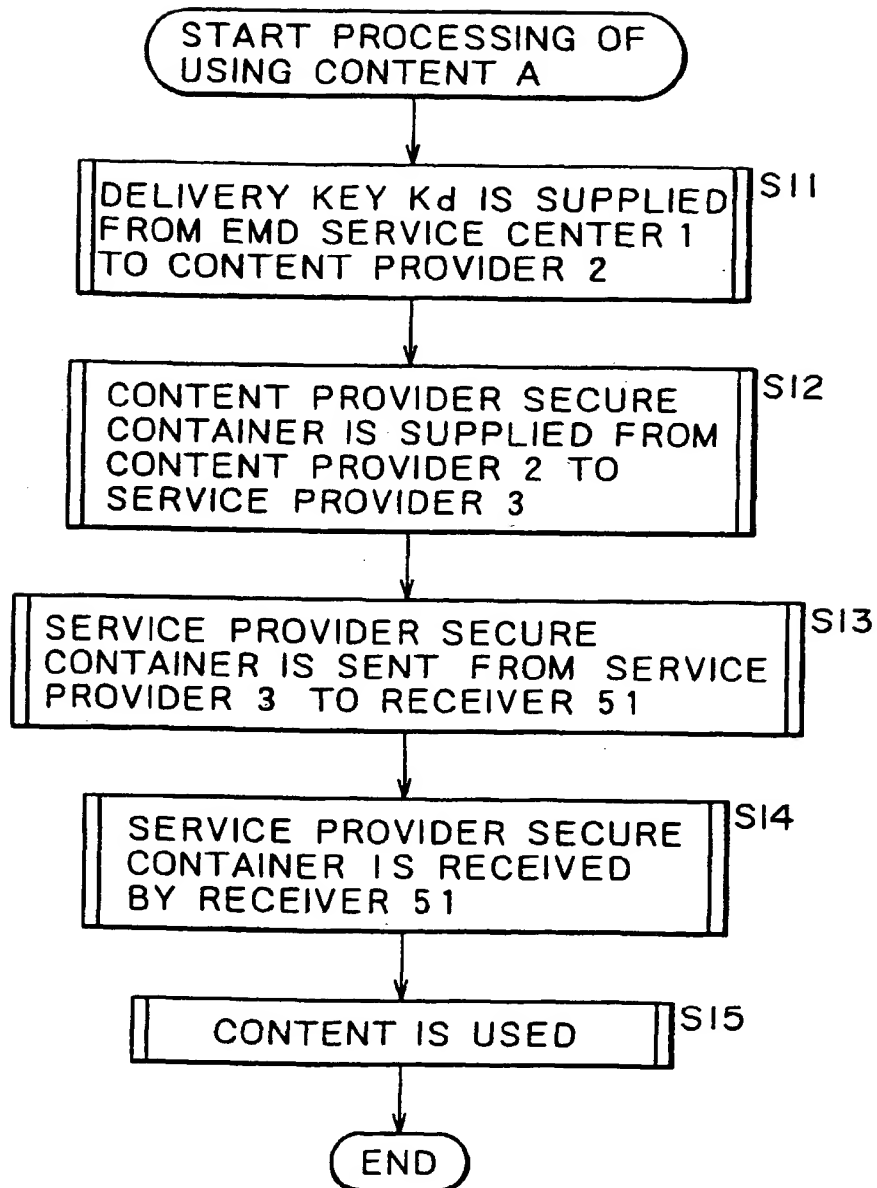 START PROCESSING OF
USING CONTENT A
S11
DELIVERY KEY Kd IS SUPPLIED
FROM EMD SERVICE CENTER 1
TO CONTENT PROVIDER 2
S12
CONTENT PROVIDER SECURE
CONTAINER IS SUPPLIED FROM
CONTENT PROVIDER 2 TO
SERVICE PROVIDER 3
S13
SERVICE PROVIDER SECURE
CONTAINER IS SENT FROM SERVICE
PROVIDER 3 TO RECEIVER 51
S14
SERVICE PROVIDER SECURE
CONTAINER IS RECEIVED
BY RECEIVER 51
S15
CONTENT IS USED
END